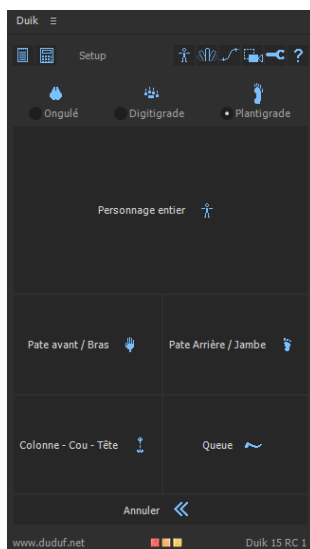 Duik
Setup
?
Ongulé Digitigrade Plantigrade
Personnage entier
Pate avant / Bras Pate Arrière / Jambe
Colonne - Cou - Tête Queue
Annuler
www.duduf.net Duik 15 RC 1